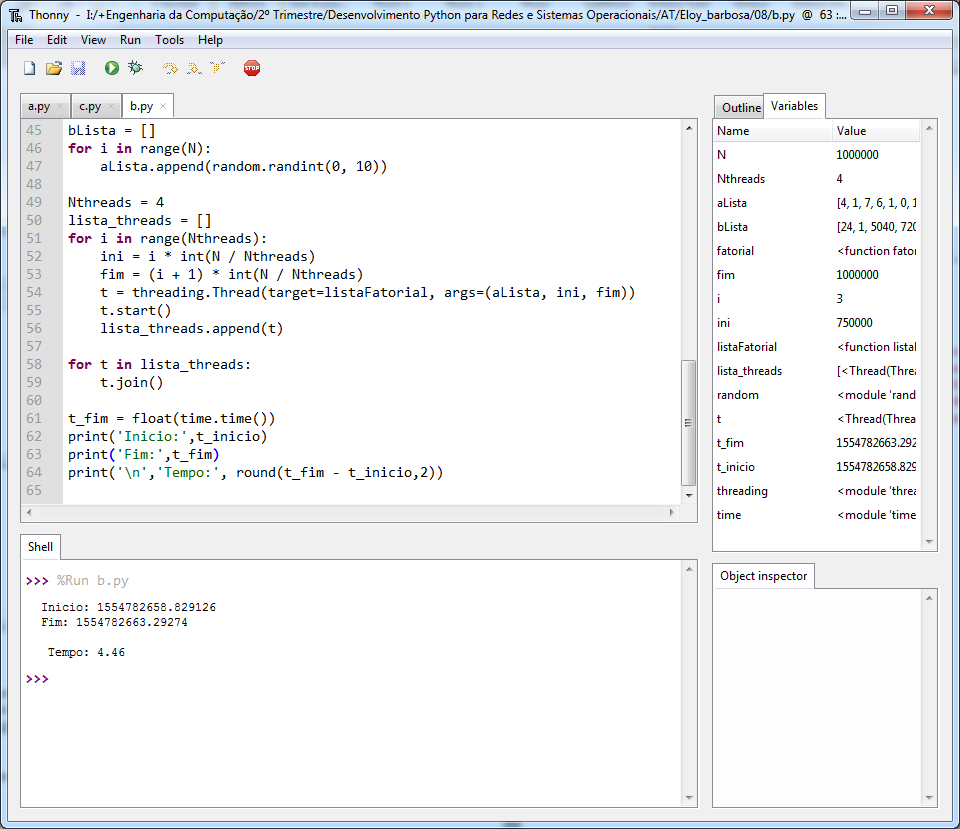 Thonny - I:/+Engenharia da Computação/2º Trimestre/Desenvolvimento Python para Redes e Sistemas Operacionais/AT/Eloy_barbosa/08/b.py @ 63 :...
File Edit View Run Tools Help
STOP
a.py × c.py × b.py ×
45 bLista = []
46 for i in range(N):
47     aLista.append(random.randint(0, 10))
48
49 Nthreads = 4
50 lista_threads = []
51 for i in range(Nthreads):
52     ini = i * int(N / Nthreads)
53     fim = (i + 1) * int(N / Nthreads)
54     t = threading.Thread(target=listaFatorial, args=(aLista, ini, fim))
55     t.start()
56     lista_threads.append(t)
57
58 for t in lista_threads:
59     t.join()
60
61 t_fim = float(time.time())
62 print('Inicio:',t_inicio)
63 print('Fim:',t_fim)
64 print('\n','Tempo:', round(t_fim - t_inicio,2))
65
Outline Variables
Name Value
N 1000000
Nthreads 4
aLista [4, 1, 7, 6, 1, 0, 1
bLista [24, 1, 5040, 720
fatorial <function fator
fim 1000000
i 3
ini 750000
listaFatorial <function listal
lista_threads [<Thread(Threa
random <module 'rand
t <Thread(Threa
t_fim 1554782663.292
t_inicio 1554782658.829
threading <module 'threa
time <module 'time
Shell
>>> %Run b.py
Inicio: 1554782658.829126
Fim: 1554782663.29274
Tempo: 4.46
>>>
Object inspector